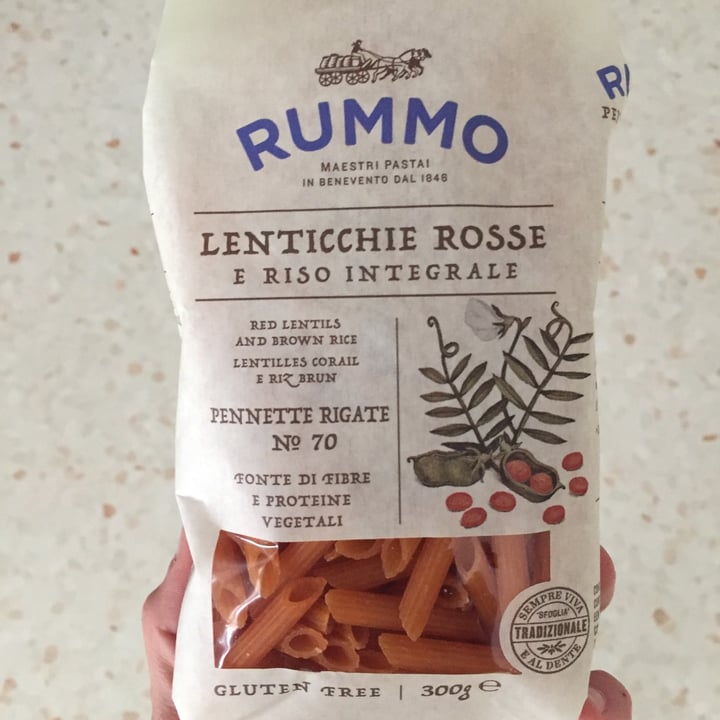 RUMMO
MAESTRI PASTAI
IN BENEVENTO DAL 1846
LENTICCHIE ROSSE
E RISO INTEGRALE
RED LENTILS
AND BROWN RICE
LENTILLES CORAIL
E RIZ BRUN
PENNETTE RIGATE
Nº 70
FONTE DI FIBRE
E PROTEINE
VEGETALI
SEMPRE VIVA
"SFOGLIA"
TRADIZIONALE
E AL DENTE
GLUTEN FREE | 300g ℮